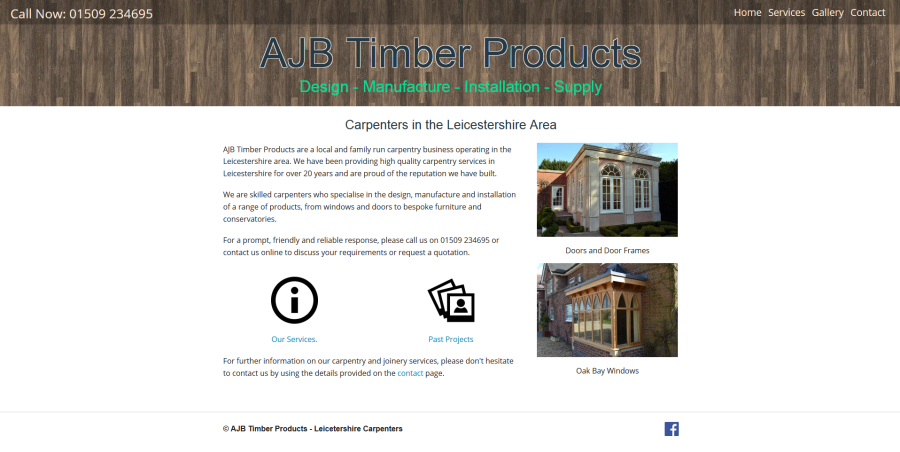 Call Now: 01509 234695
Home Services Gallery Contact
AJB Timber Products
Design - Manufacture - Installation - Supply
Carpenters in the Leicestershire Area
AJB Timber Products are a local and family run carpentry business operating in the
Leicestershire area. We have been providing high quality carpentry services in
Leicestershire for over 20 years and are proud of the reputation we have built.
We are skilled carpenters who specialise in the design, manufacture and installation
of a range of products, from windows and doors to bespoke furniture and
conservatories.
For a prompt, friendly and reliable response, please call us on 01509 234695 or
contact us online to discuss your requirements or request a quotation.
Doors and Door Frames
Our Services.
Past Projects
For further information on our carpentry and joinery services, please don't hesitate
to contact us by using the details provided on the contact page.
Oak Bay Windows
© AJB Timber Products - Leicetershire Carpenters